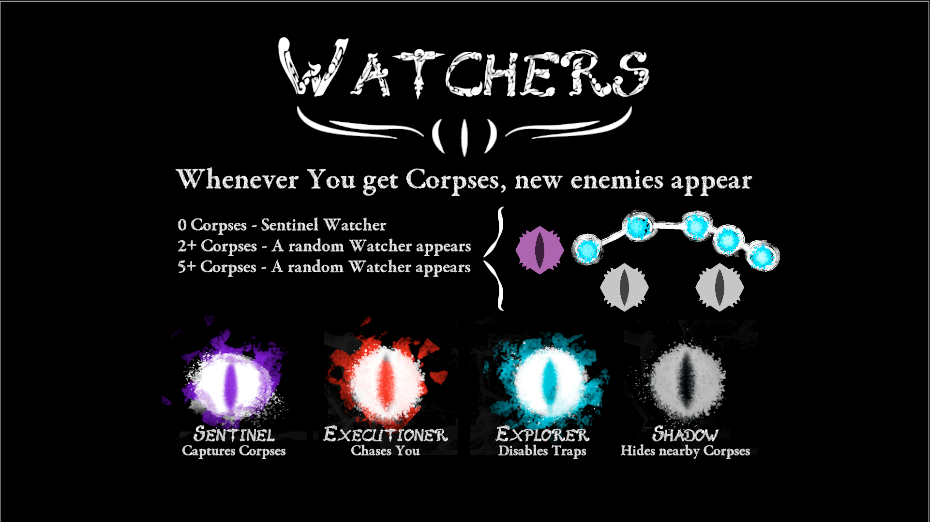 WATCHERS
Whenever You get Corpses, new enemies appear
0 Corpses - Sentinel Watcher
2+ Corpses - A random Watcher appears
5+ Corpses - A random Watcher appears
SENTINEL
Captures Corpses
EXECUTIONER
Chases You
EXPLORER
Disables Traps
SHADOW
Hides nearby Corpses